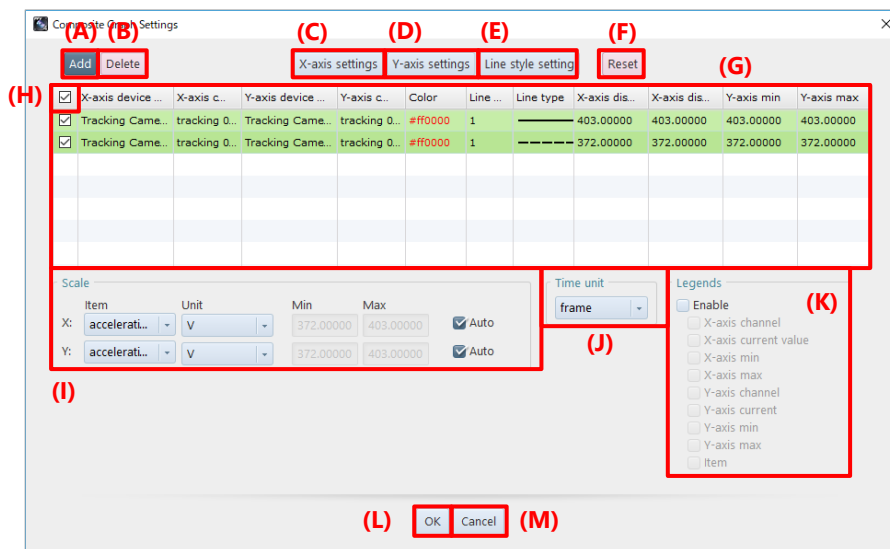 Composite Graph Settings
(A) (B) (C) (D) (E) (F)
Add Delete X-axis settings Y-axis settings Line style setting Reset
(G)
(H)
X-axis device ... X-axis c... Y-axis device ... Y-axis c... Color Line ... Line type X-axis dis... X-axis dis... Y-axis min Y-axis max
Tracking Came... tracking 0... Tracking Came... tracking 0... #ff0000 1 403.00000 403.00000 403.00000 403.00000
Tracking Came... tracking 0... Tracking Came... tracking 0... #ff0000 1 372.00000 372.00000 372.00000 372.00000
Scale
Item Unit Min Max
X: accelerati... V 372.00000 403.00000 Auto
Y: accelerati... V 372.00000 403.00000 Auto
(I)
Time unit
frame
(J)
Legends
Enable
(K)
X-axis channel
X-axis current value
X-axis min
X-axis max
Y-axis channel
Y-axis current
Y-axis min
Y-axis max
Item
(L) OK Cancel (M)